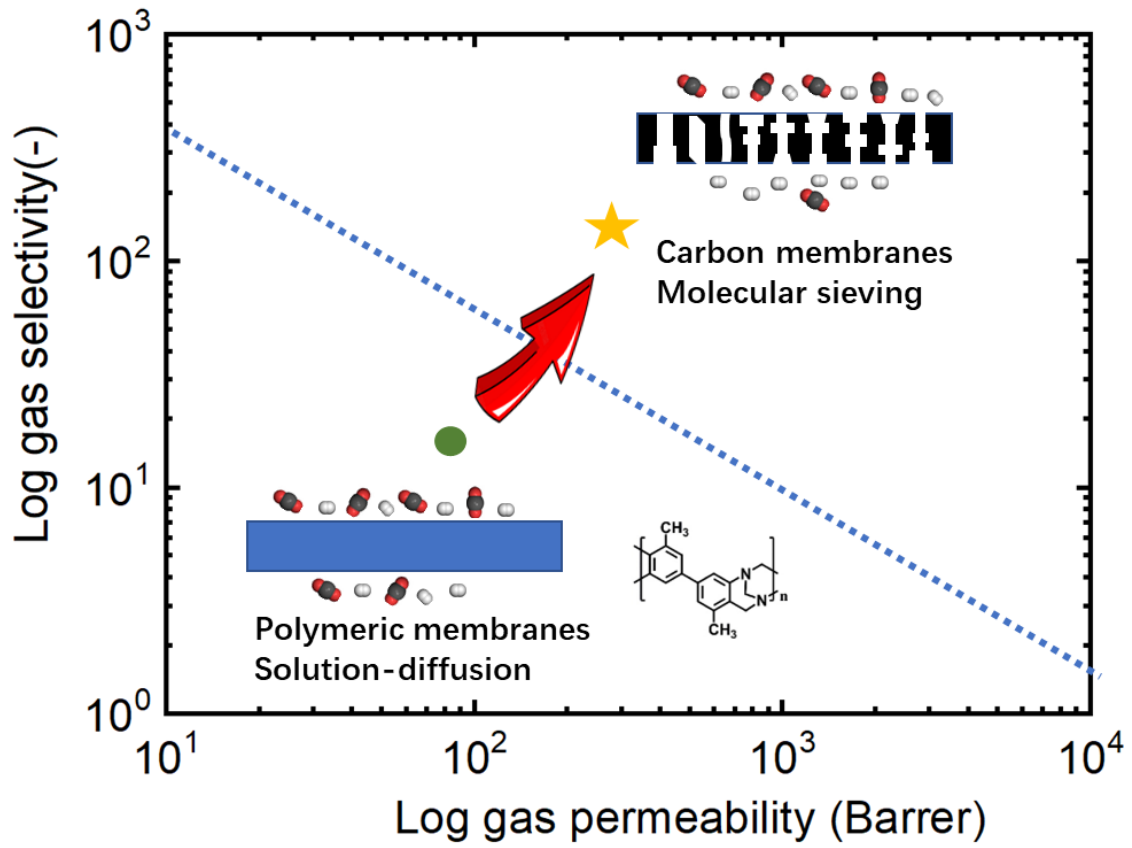 Log gas selectivity(-)
10³
10²
10¹
10⁰
Carbon membranes
Molecular sieving
Polymeric membranes
Solution-diffusion
CH₃
N
N
n
CH₃
10¹
10²
10³
10⁴
Log gas permeability (Barrer)